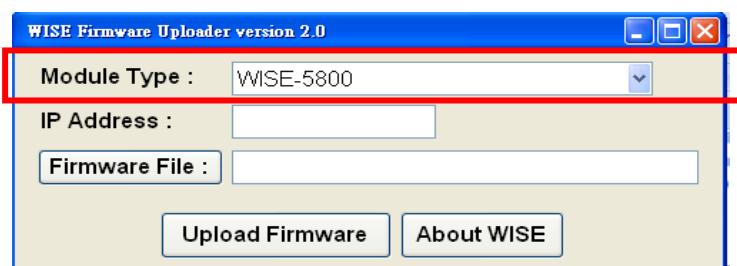 WISE Firmware Uploader version 2.0
Module Type : WISE-5800
IP Address :
Firmware File :
Upload Firmware About WISE